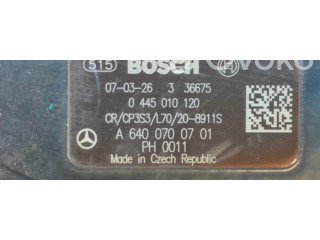 515 BOSCH OVOKO
07-03-26 3 36675
0 445 010 120
CR/CP3S3/L70/20-8911S
A 640 070 07 01
PH 0011
Made in Czech Republic